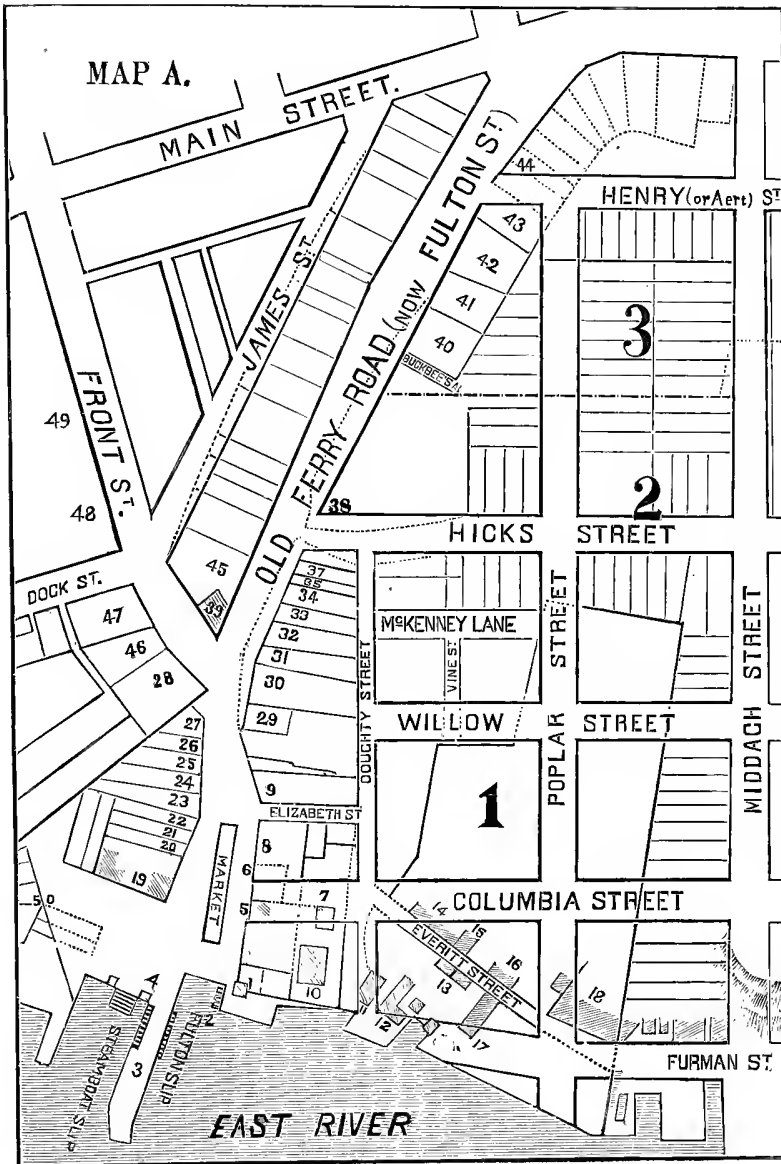 MAP A.
MAIN STREET.
JAMES ST.
OLD FERRY ROAD (NOW FULTON ST)
FRONT ST.
HENRY (or Aert) ST
44
43
42
41
40
BUCKBEE'S AL
3
49
48
38
2
HICKS STREET
45
39
DOCK ST.
47
46
28
37
35
34
33
32
31
30
29
9
DOUGHTY STREET
McKENNEY LANE
VINE ST
POPLAR STREET
MIDDACH STREET
WILLOW STREET
27
26
25
24
23
22
21
20
19
50
MARKET
ELIZABETH ST
8
6
5
7
1
10
1
COLUMBIA STREET
14
15
EVERITT STREET
16
13
12
17
18
FURMAN ST.
4
3
2
STEAMBOAT SLIP
FULTON SLIP
EAST RIVER